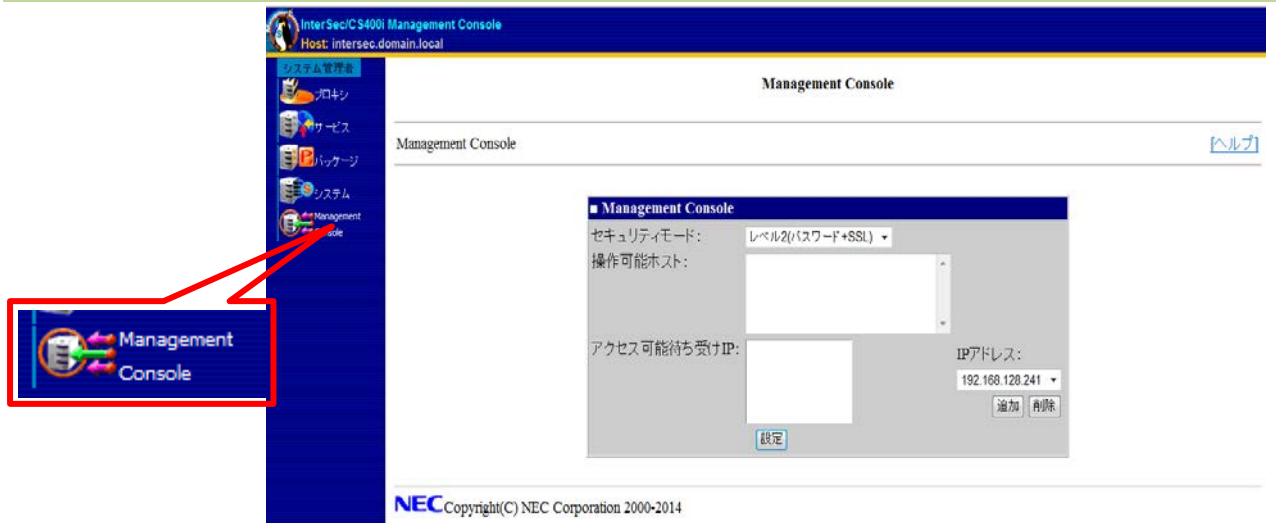 InterSec/CS400i Management Console
Host: intersec.domain.local
システム管理者
プロキシ
サービス
パッケージ
システム
Management
Console
Management Console
Management Console
[ヘルプ]
■ Management Console
セキュリティモード:
レベル2(パスワード+SSL)
操作可能ホスト:
アクセス可能待ち受けIP:
IPアドレス:
192.168.128.241
追加 削除
設定
NEC Copyright(C) NEC Corporation 2000-2014
Management
Console